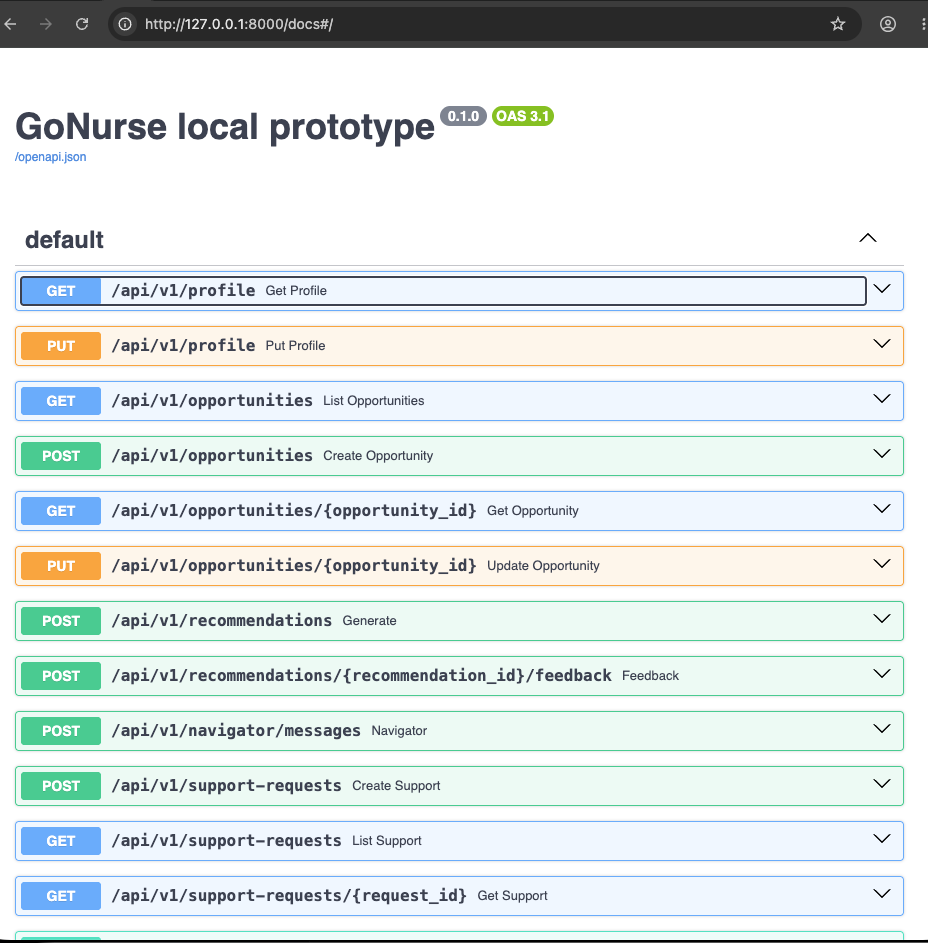 http://127.0.0.1:8000/docs#/
GoNurse local prototype 0.1.0 OAS 3.1
/openapi.json
default
GET /api/v1/profile Get Profile
PUT /api/v1/profile Put Profile
GET /api/v1/opportunities List Opportunities
POST /api/v1/opportunities Create Opportunity
GET /api/v1/opportunities/{opportunity_id} Get Opportunity
PUT /api/v1/opportunities/{opportunity_id} Update Opportunity
POST /api/v1/recommendations Generate
POST /api/v1/recommendations/{recommendation_id}/feedback Feedback
POST /api/v1/navigator/messages Navigator
POST /api/v1/support-requests Create Support
GET /api/v1/support-requests List Support
GET /api/v1/support-requests/{request_id} Get Support